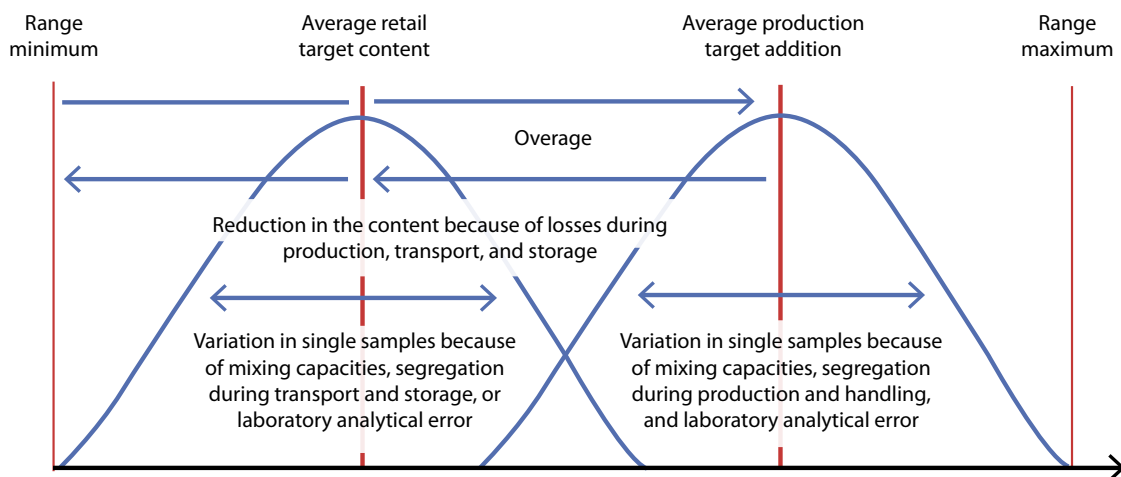 Range
minimum
Average retail
target content
Average production
target addition
Range
maximum
Overage
Reduction in the content because of losses during
production, transport, and storage
Variation in single samples because
of mixing capacities, segregation
during transport and storage, or
laboratory analytical error
Variation in single samples because
of mixing capacities, segregation
during production and handling,
and laboratory analytical error